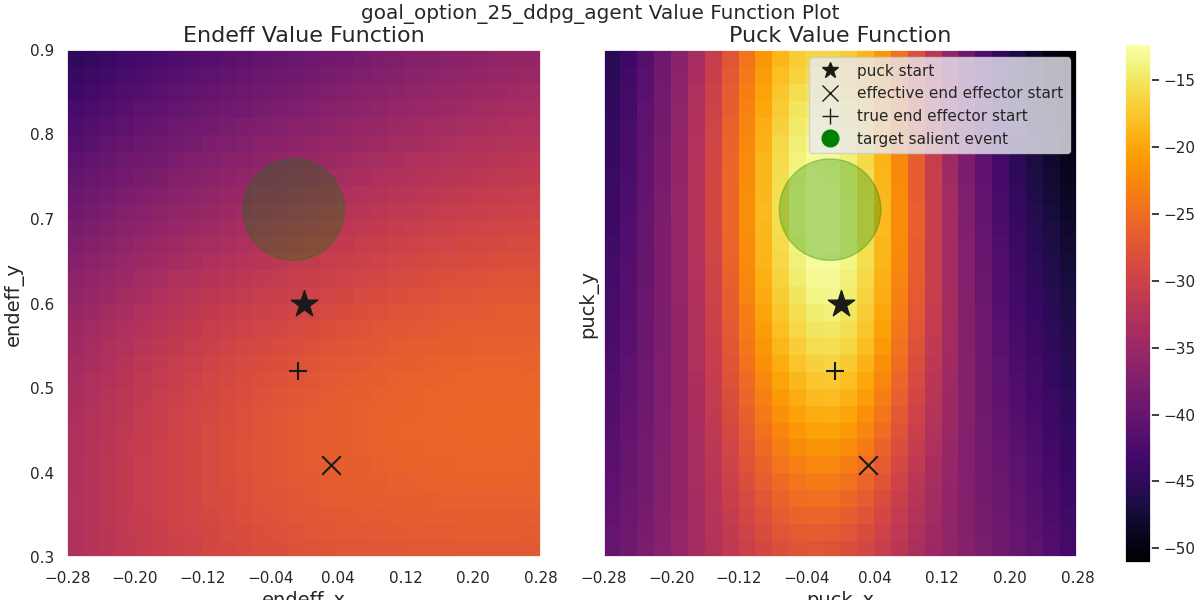 goal_option_25_ddpg_agent Value Function Plot
Endeff Value Function
Puck Value Function
0.9
0.8
0.7
0.6
0.5
0.4
0.3
endeff_y
−0.28 −0.20 −0.12 −0.04 0.04 0.12 0.20 0.28
endeff_x
puck start
effective end effector start
true end effector start
target salient event
puck_y
−0.28 −0.20 −0.12 −0.04 0.04 0.12 0.20 0.28
puck_x
−15
−20
−25
−30
−35
−40
−45
−50